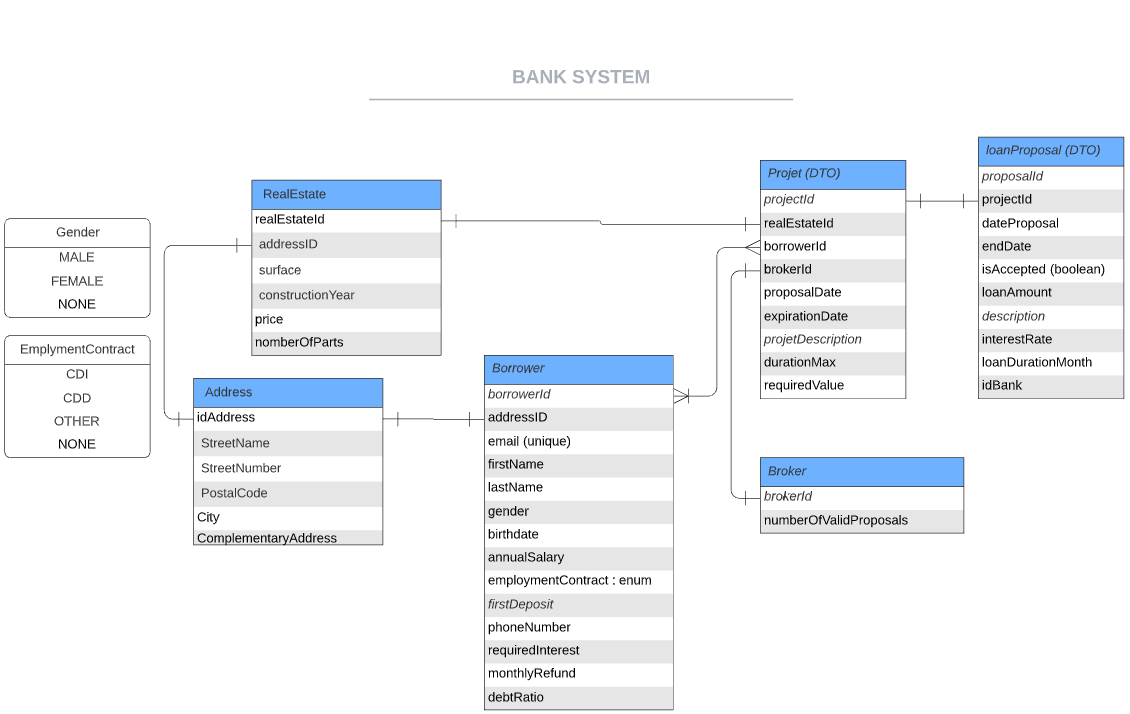 BANK SYSTEM
Gender
MALE
FEMALE
NONE
EmplymentContract
CDI
CDD
OTHER
NONE
RealEstate
realEstateId
addressID
surface
constructionYear
price
nomberOfParts
Address
idAddress
StreetName
StreetNumber
PostalCode
City
ComplementaryAddress
Borrower
borrowerId
addressID
email (unique)
firstName
lastName
gender
birthdate
annualSalary
employmentContract : enum
firstDeposit
phoneNumber
requiredInterest
monthlyRefund
debtRatio
Projet (DTO)
projectId
realEstateId
borrowerId
brokerId
proposalDate
expirationDate
projetDescription
durationMax
requiredValue
Broker
brokerId
numberOfValidProposals
loanProposal (DTO)
proposalId
projectId
dateProposal
endDate
isAccepted (boolean)
loanAmount
description
interestRate
loanDurationMonth
idBank